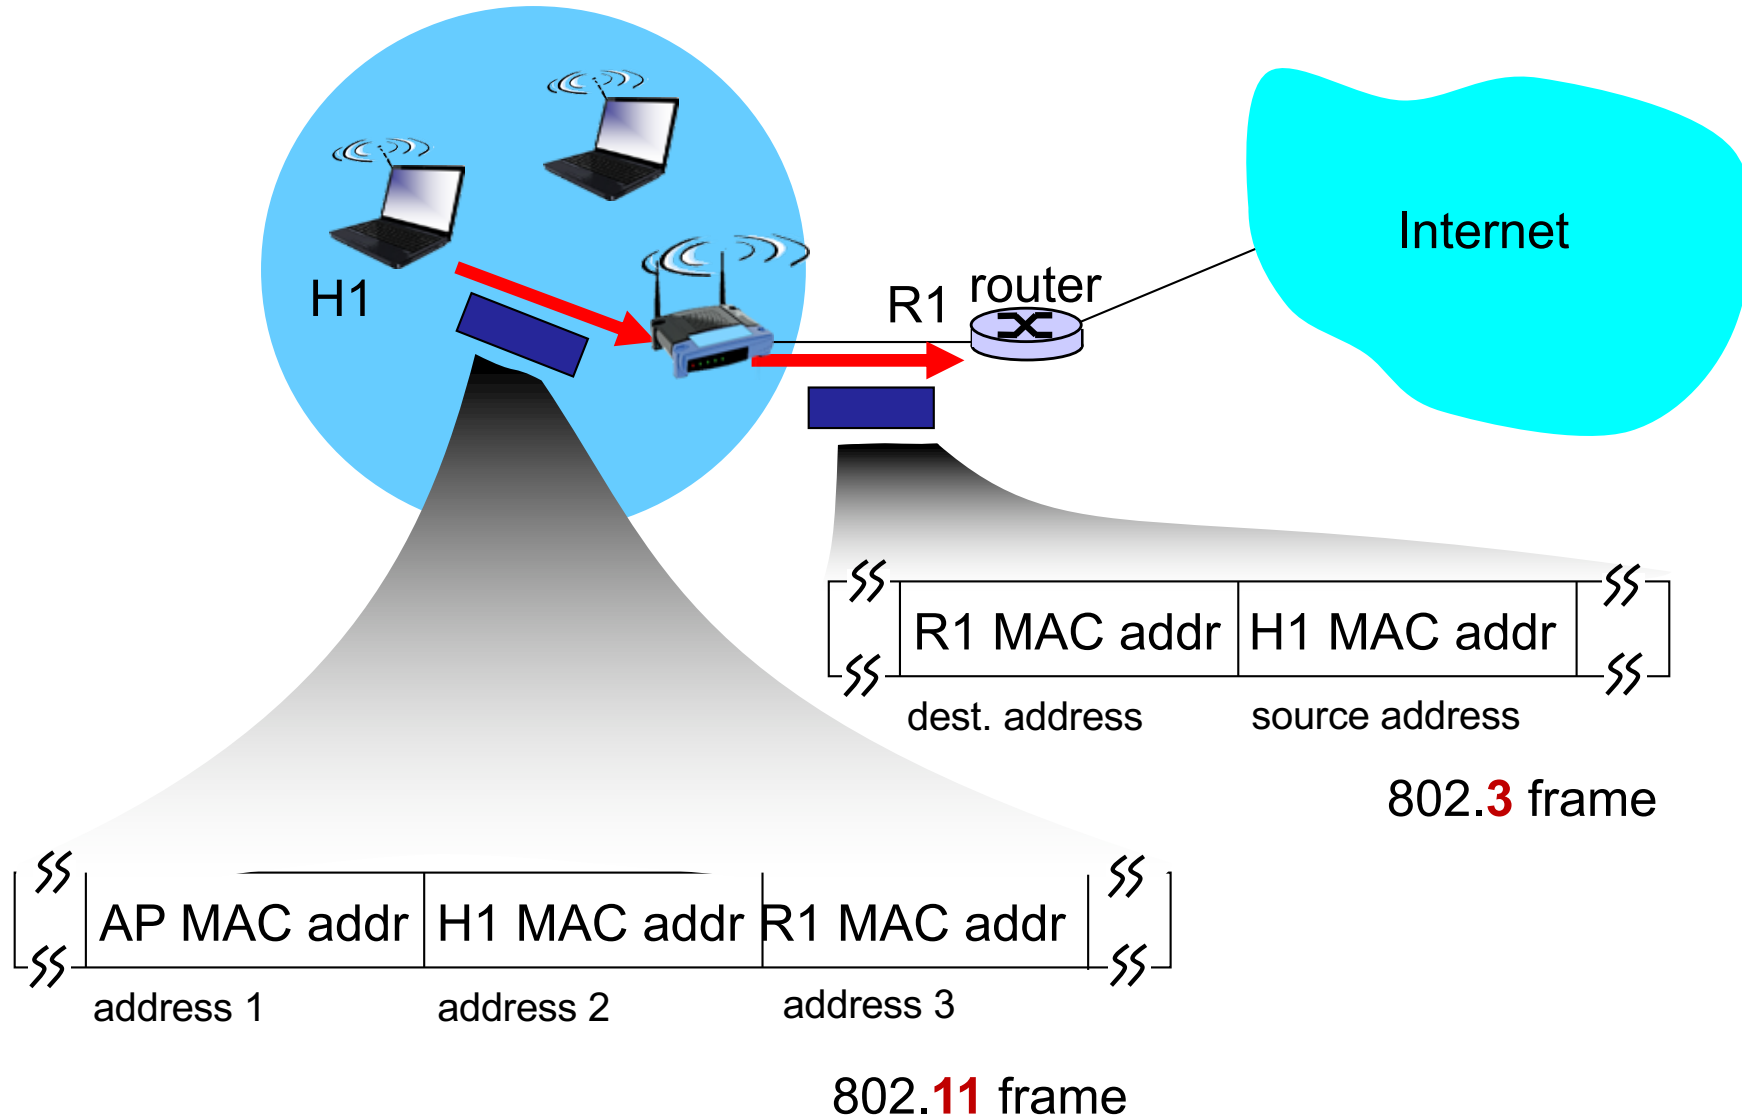 Internet
router
R1
H1
R1 MAC addr
H1 MAC addr
dest. address
source address
802.3 frame
AP MAC addr
H1 MAC addr
R1 MAC addr
address 1
address 2
address 3
802.11 frame